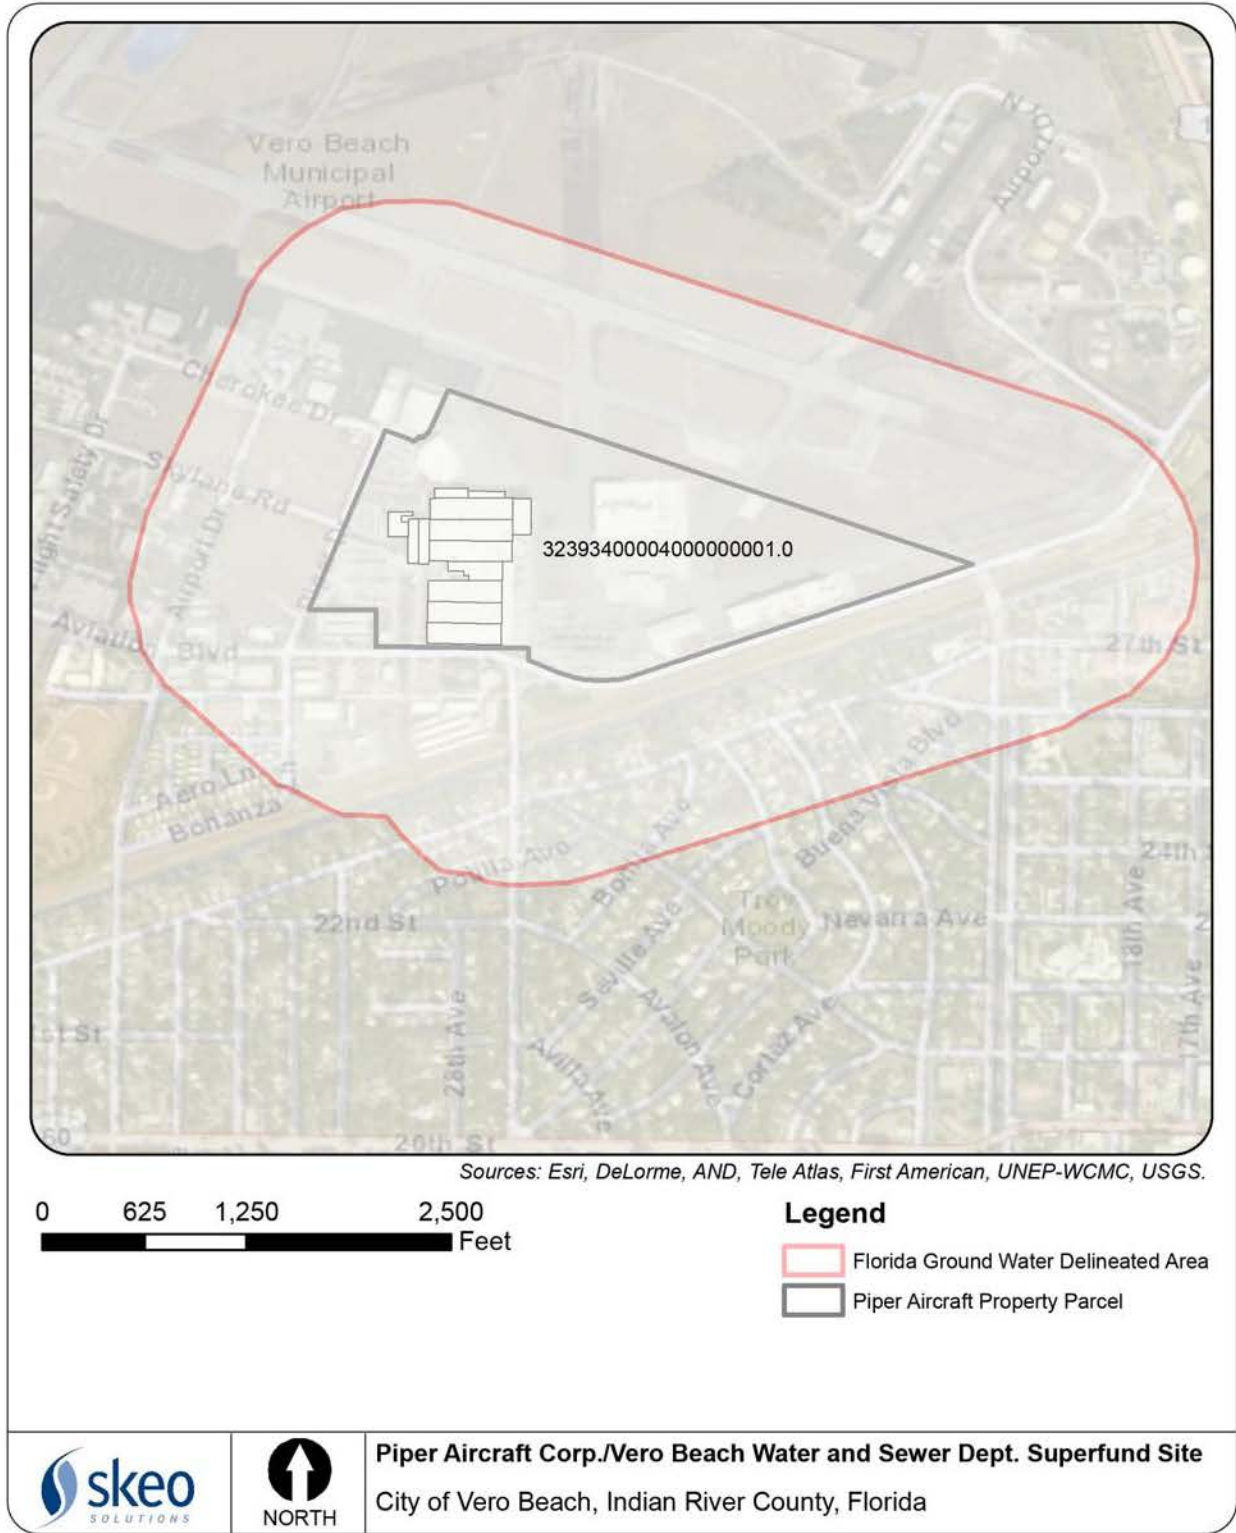 Vero Beach
Municipal
Airport
Airport Dr N
Cherokee Dr
Skylane Rd
Flight Safety Dr
Airport Dr
32393400004000000001.0
Aviation Blvd
27th St
Aero Ln
Bonanza
Buena Vista Blvd
Bonita Ave
24th
22nd St
Troy
Moody
Park
Navarra Ave
18th Ave
Seville Ave
Avalon Ave
Cortaz Ave
17th Ave
1st St
28th Ave
Avilla Ave
60
20th St
Sources: Esri, DeLorme, AND, Tele Atlas, First American, UNEP-WCMC, USGS.
0 625 1,250 2,500
Feet
Legend
Florida Ground Water Delineated Area
Piper Aircraft Property Parcel
skeo
SOLUTIONS
NORTH
Piper Aircraft Corp./Vero Beach Water and Sewer Dept. Superfund Site
City of Vero Beach, Indian River County, Florida